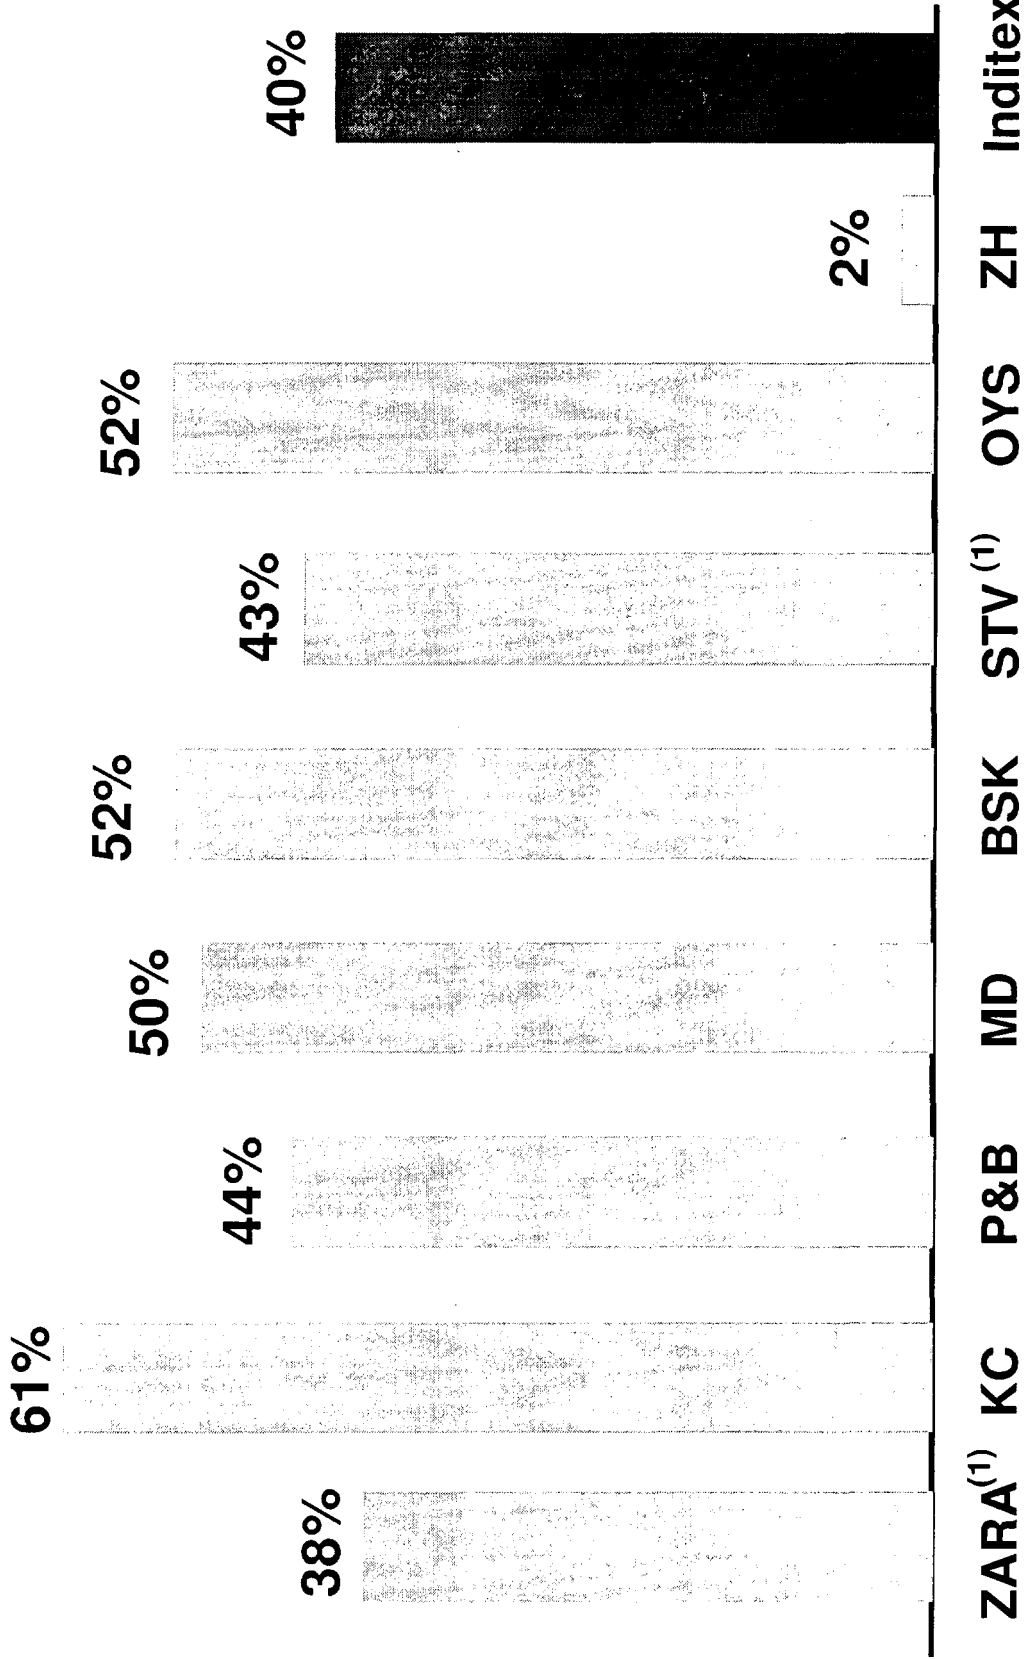 38%
61%
44%
50%
52%
43%
52%
2%
40%
ZARA(1)
KC
P&B
MD
BSK
STV (1)
OYS
ZH
Inditex